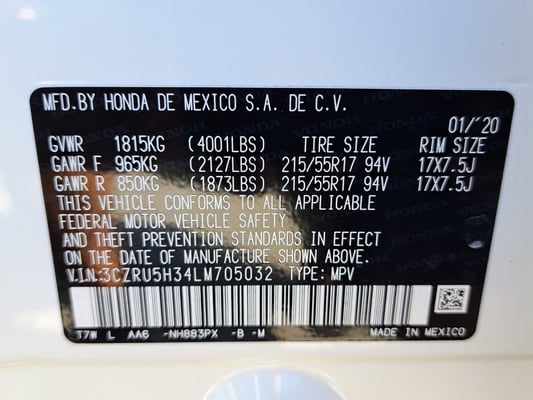 MFD. BY HONDA DE MEXICO S.A. DE C.V.
01/'20
GVWR 1815KG (4001LBS) TIRE SIZE RIM SIZE
GAWR F 965KG (2127LBS) 215/55R17 94V 17X7.5J
GAWR R 850KG (1873LBS) 215/55R17 94V 17X7.5J
THIS VEHICLE CONFORMS TO ALL APPLICABLE
FEDERAL MOTOR VEHICLE SAFETY
AND THEFT PREVENTION STANDARDS IN EFFECT
ON THE DATE OF MANUFACTURE SHOWN ABOVE.
V.I.N.:3CZRU5H34LM705032 TYPE: MPV
T7W L AA6 -NH883PX -B -M MADE IN MEXICO